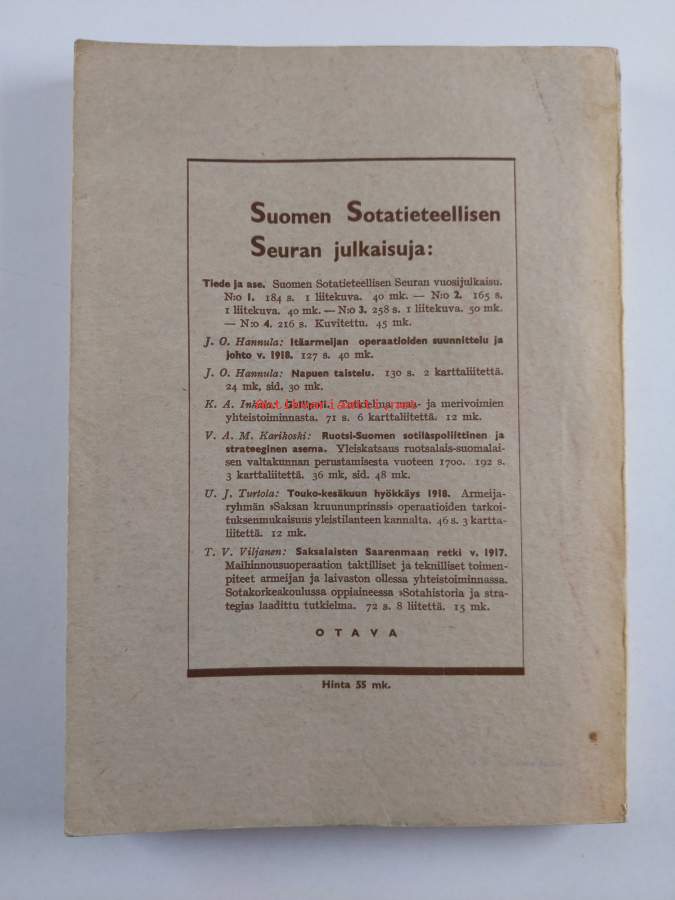 Suomen Sotatieteellisen
Seuran julkaisuja:
Tiede ja ase. Suomen Sotatieteellisen Seuran vuosijulkaisu.
N:o 1. 184 s. 1 liitekuva. 40 mk. — N:o 2. 165 s.
1 liitekuva. 40 mk. — N:o 3. 258 s. 1 liitekuva. 50 mk.
— N:o 4. 216 s. Kuvitettu. 45 mk.
J. O. Hannula: Itäarmeijan operaatioiden suunnittelu ja
johto v. 1918. 127 s. 40 mk.
J. O. Hannula: Napuen taistelu. 130 s. 2 karttaliitettä.
24 mk, sid. 30 mk.
K. A. Tutkielma maa- ja merivoimien
yhteistoiminnasta. 71 s. 6 karttaliitettä. 12 mk.
V. A. M. Karikoski: Ruotsi-Suomen sotilaspoliittinen ja
strateeginen asema. Yleiskatsaus ruotsalais-suomalai-
sen valtakunnan perustamisesta vuoteen 1700. 192 s.
3 karttaliitettä. 36 mk, sid. 48 mk.
U. J. Turtola: Touko-kesäkuun hyökkäys 1918. Armeija-
ryhmän »Saksan kruununprinssi» operaatioiden tarkoi-
tuksenmukaisuus yleistilanteen kannalta. 46 s. 3 kartta-
liitettä. 12 mk.
T. V. Viljanen: Saksalaisten Saarenmaan retki v. 1917.
Maihinnousuoperaation taktilliset ja teknilliset toimen-
piteet armeijan ja laivaston ollessa yhteistoiminnassa.
Sotakorkeakoulussa oppiaineessa »Sotahistoria ja stra-
tegia» laadittu tutkielma. 72 s. 8 liitettä. 15 mk.
OTAVA
Hinta 55 mk.